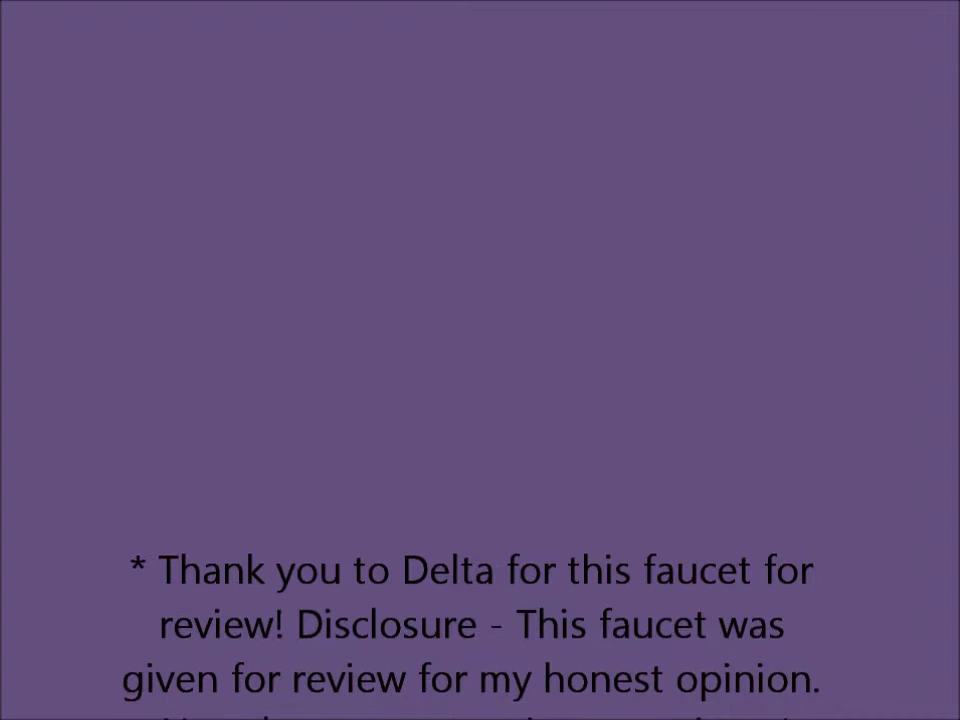 * Thank you to Delta for this faucet for
review! Disclosure - This faucet was
given for review for my honest opinion.